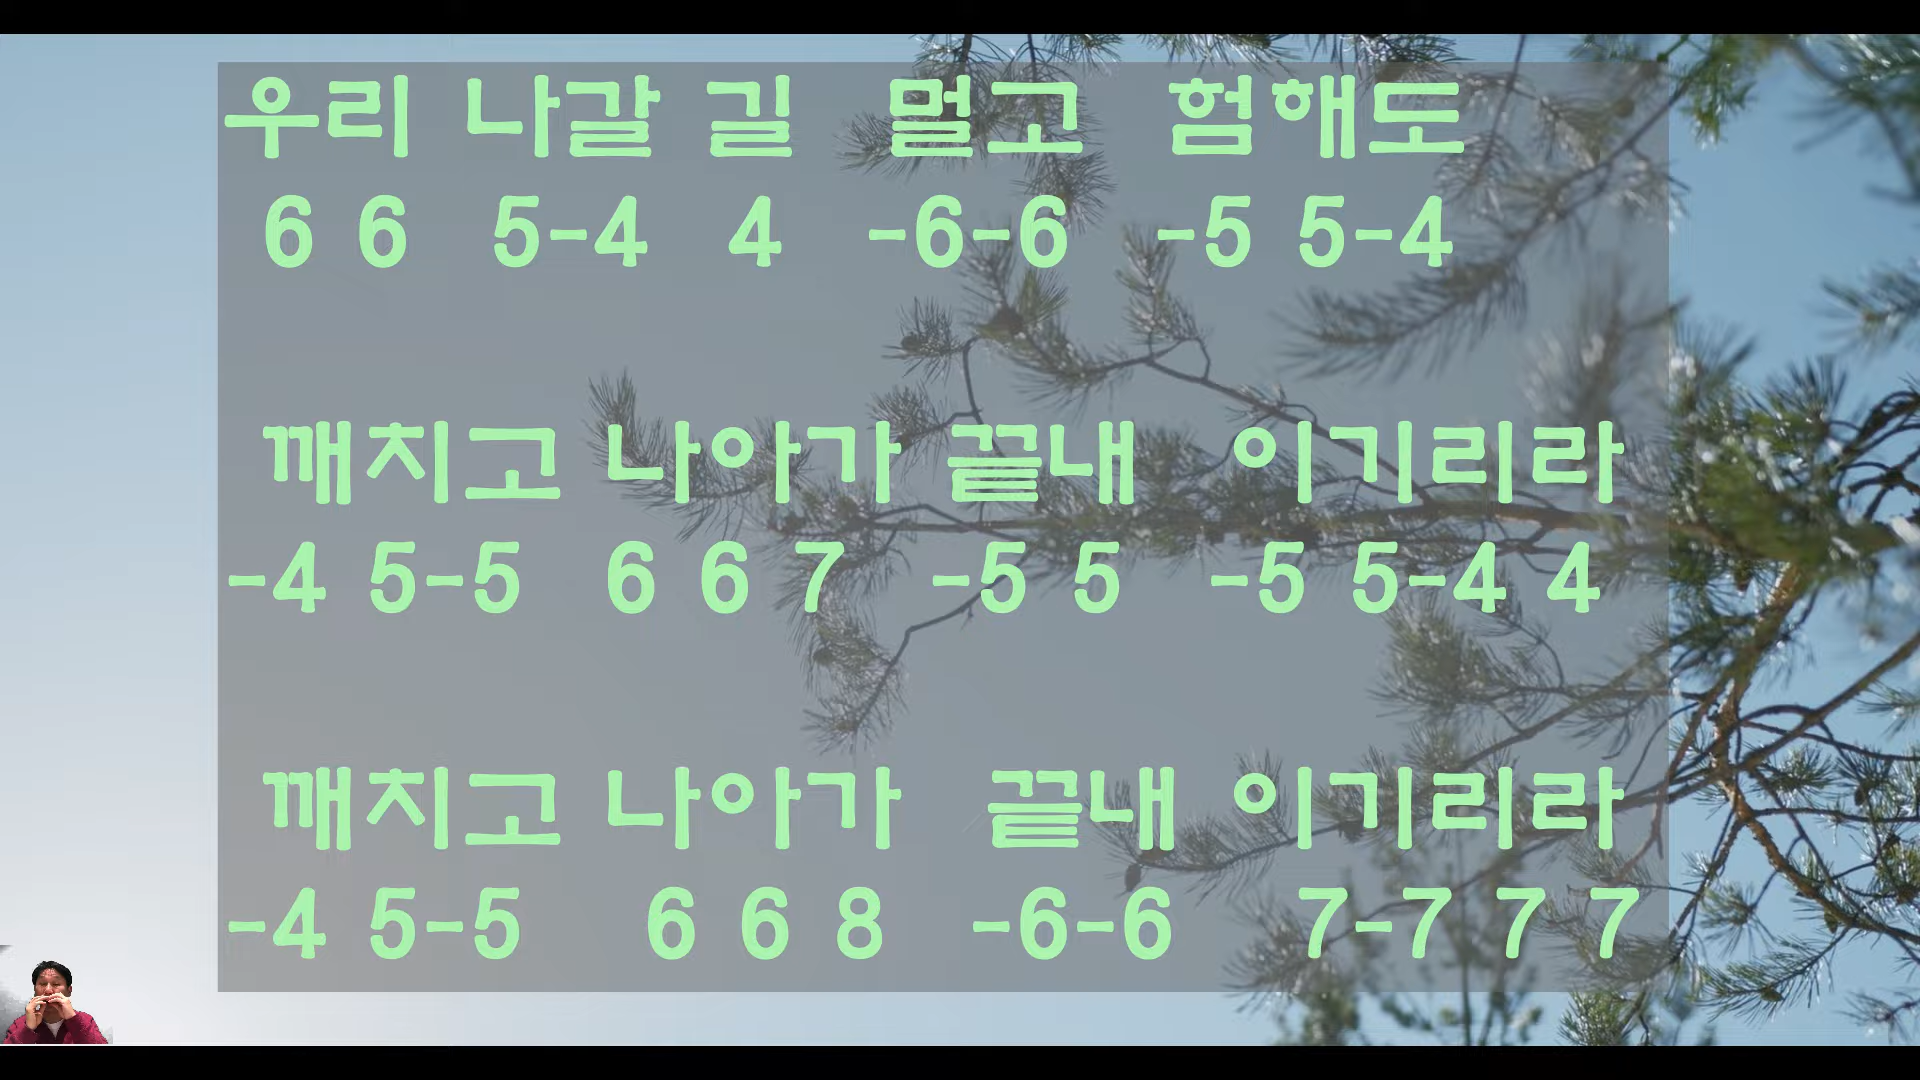 우리 나갈 길 멀고 험해도
6 6 5-4 4 -6-6 -5 5-4
깨치고 나아가 끝내 이기리라
-4 5-5 6 6 7 -5 5 -5 5-4 4
깨치고 나아가 끝내 이기리라
-4 5-5 6 6 8 -6-6 7-7 7 7